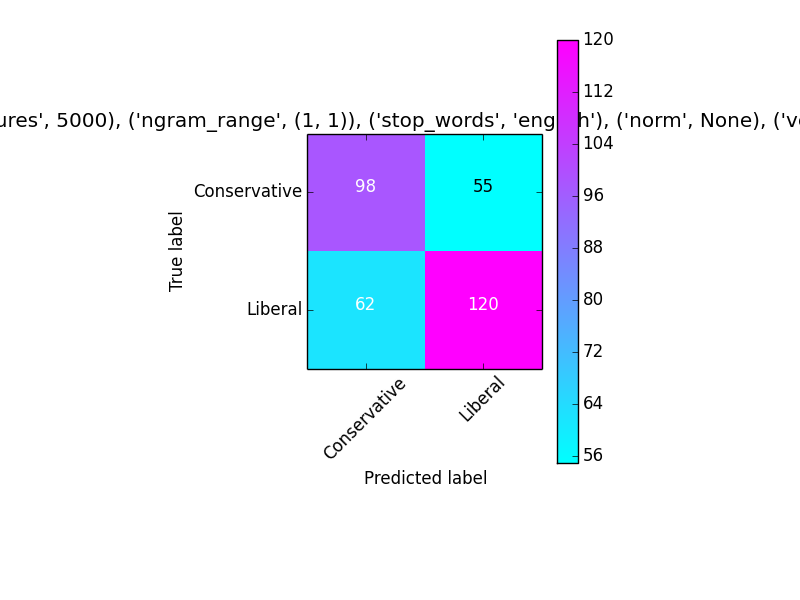 120
112
ures', 5000), ('ngram_range', (1, 1)), ('stop_words', 'english'), ('norm', None), ('ve
104
Conservative 98 55 96
88
True label
80
Liberal 62 120
72
64
56
Conservative Liberal
Predicted label